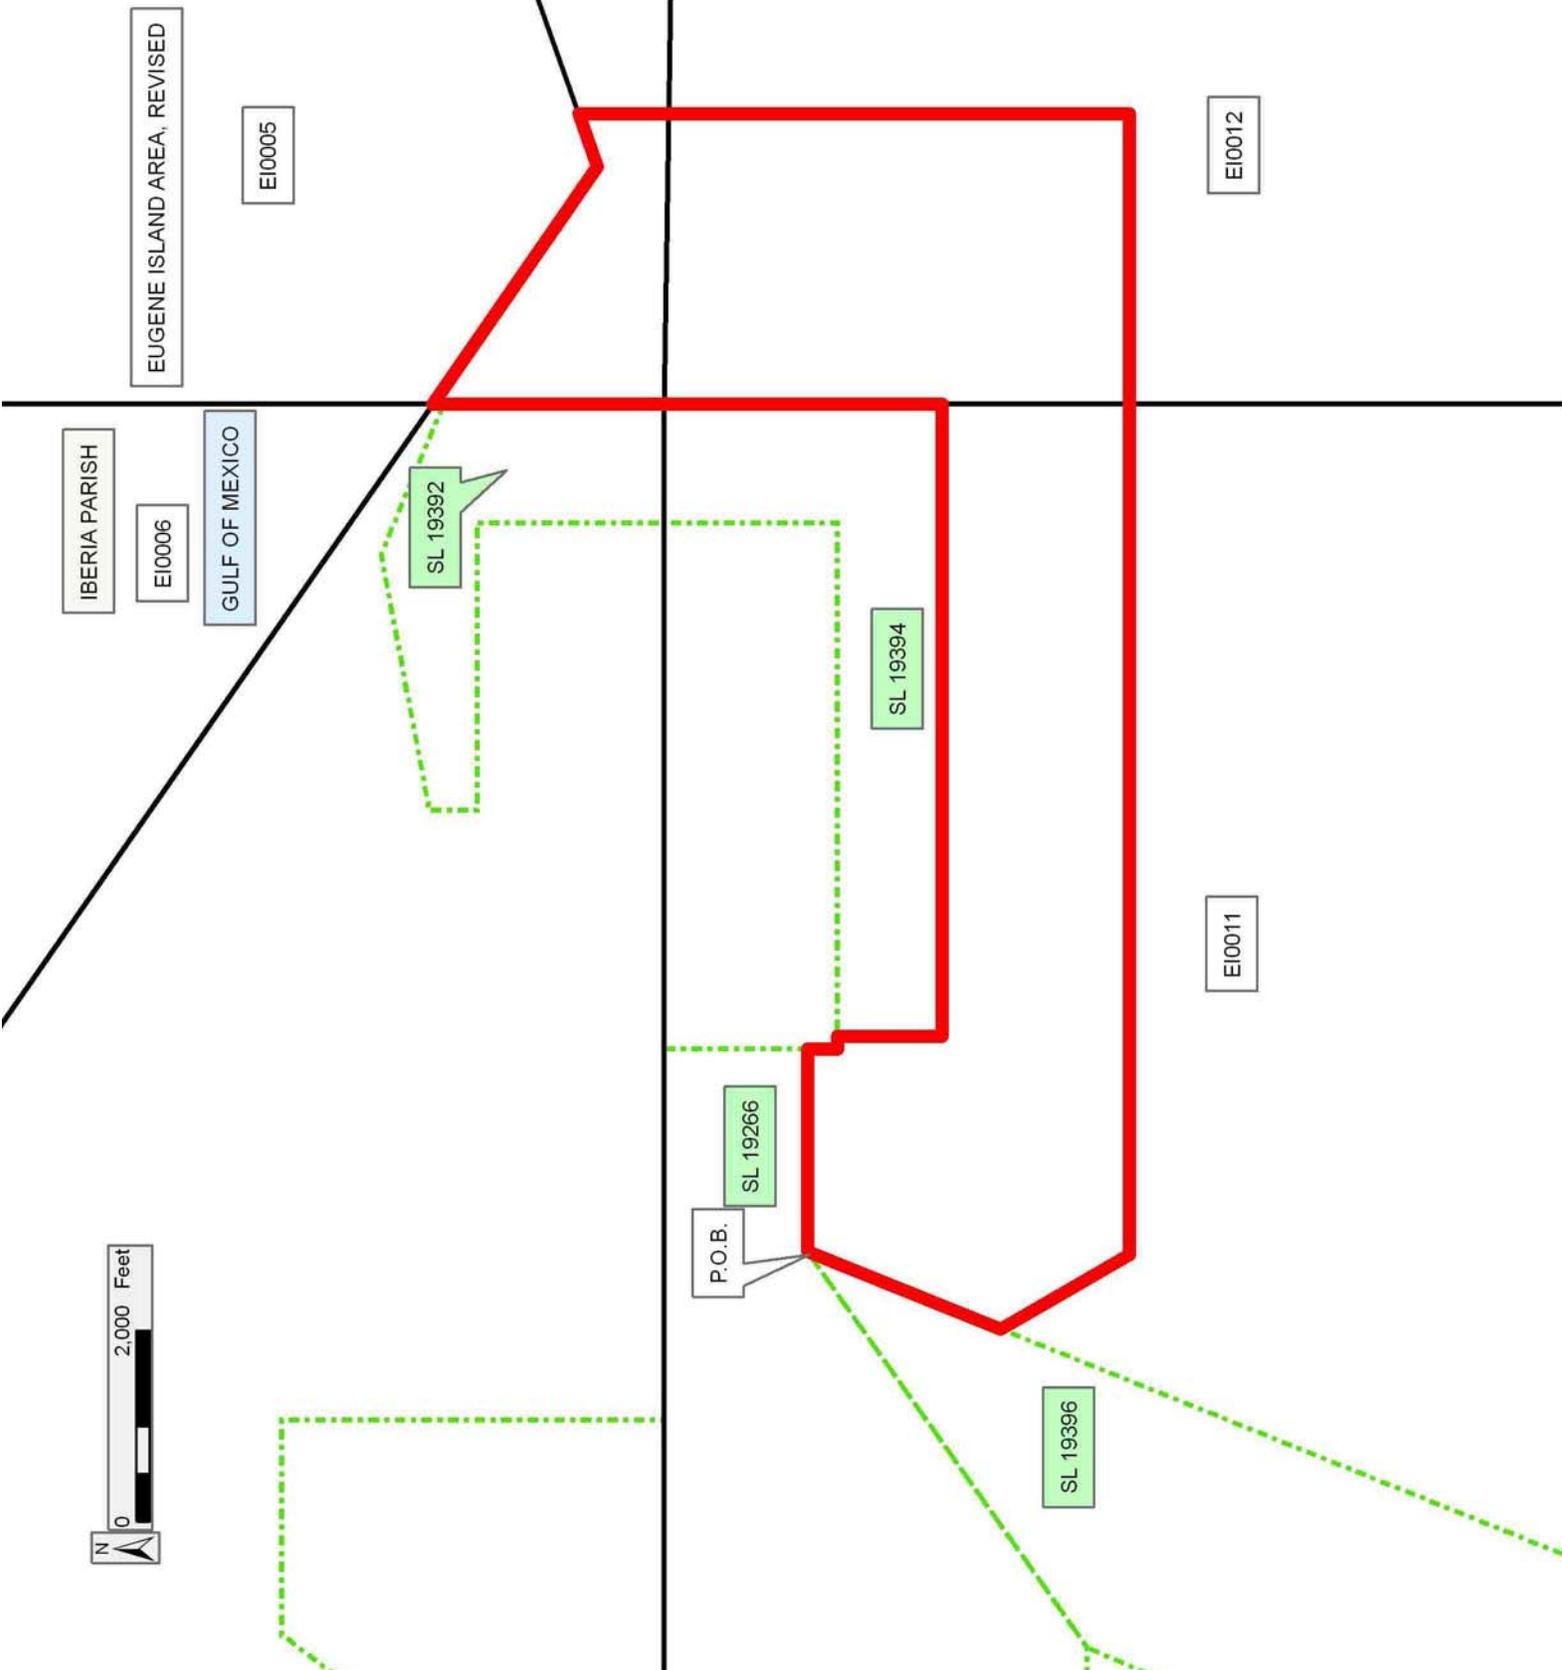 N
0 2,000 Feet
IBERIA PARISH
EI0006
GULF OF MEXICO
EUGENE ISLAND AREA, REVISED
EI0005
SL 19392
P.O.B.
SL 19266
SL 19394
SL 19396
EI0011
EI0012